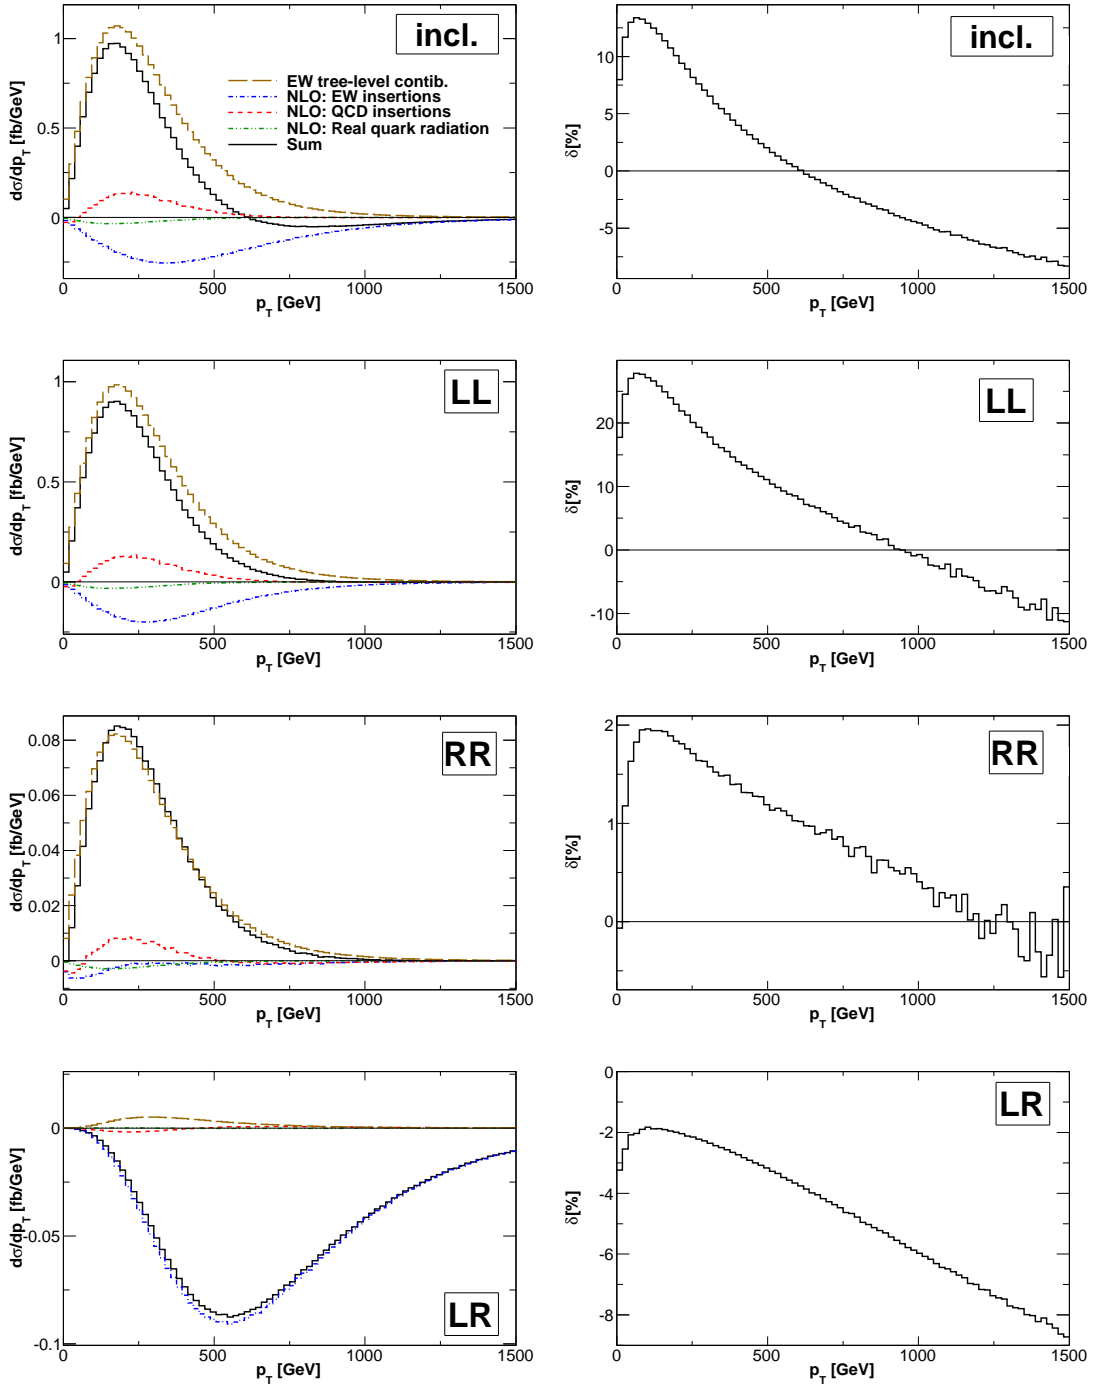 incl.
1
0.5
0
dσ/dp_T [fb/GeV]
EW tree-level contib.
NLO: EW insertions
NLO: QCD insertions
NLO: Real quark radiation
Sum
0 500 1000 1500
p_T [GeV]
incl.
10
5
0
-5
δ[%]
0 500 1000 1500
p_T [GeV]
LL
1
0.5
0
dσ/dp_T [fb/GeV]
0 500 1000 1500
p_T [GeV]
LL
20
10
0
-10
δ[%]
0 500 1000 1500
p_T [GeV]
RR
0.08
0.06
0.04
0.02
0
dσ/dp_T [fb/GeV]
0 500 1000 1500
p_T [GeV]
RR
2
1
0
δ[%]
0 500 1000 1500
p_T [GeV]
0
-0.05
-0.1
dσ/dp_T [fb/GeV]
LR
0 500 1000 1500
p_T [GeV]
LR
0
-2
-4
-6
-8
δ[%]
0 500 1000 1500
p_T [GeV]